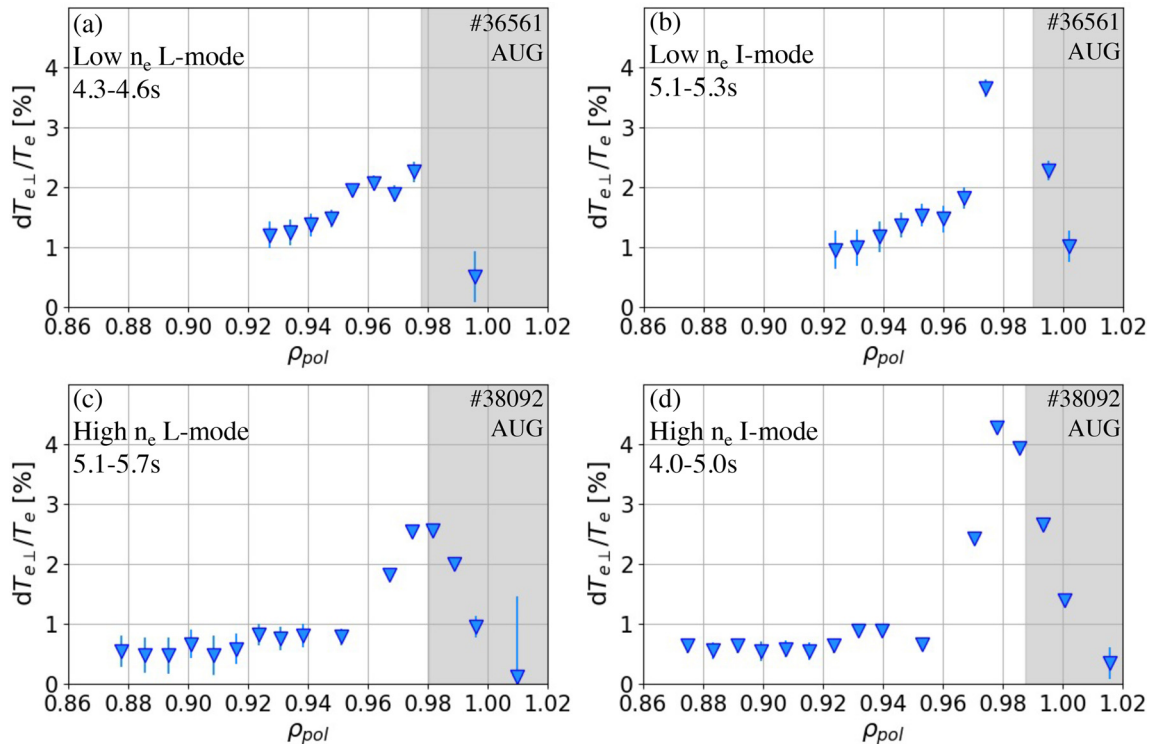 (a)
#36561
Low nₑ L-mode
AUG
4.3-4.6s
dTₑ⊥/Tₑ [%]
4
3
2
1
0
0.86 0.88 0.90 0.92 0.94 0.96 0.98 1.00 1.02
ρpol
(b)
#36561
Low nₑ I-mode
AUG
5.1-5.3s
dTₑ⊥/Tₑ [%]
4
3
2
1
0
0.86 0.88 0.90 0.92 0.94 0.96 0.98 1.00 1.02
ρpol
(c)
#38092
High nₑ L-mode
AUG
5.1-5.7s
dTₑ⊥/Tₑ [%]
4
3
2
1
0
0.86 0.88 0.90 0.92 0.94 0.96 0.98 1.00 1.02
ρpol
(d)
#38092
High nₑ I-mode
AUG
4.0-5.0s
dTₑ⊥/Tₑ [%]
4
3
2
1
0
0.86 0.88 0.90 0.92 0.94 0.96 0.98 1.00 1.02
ρpol